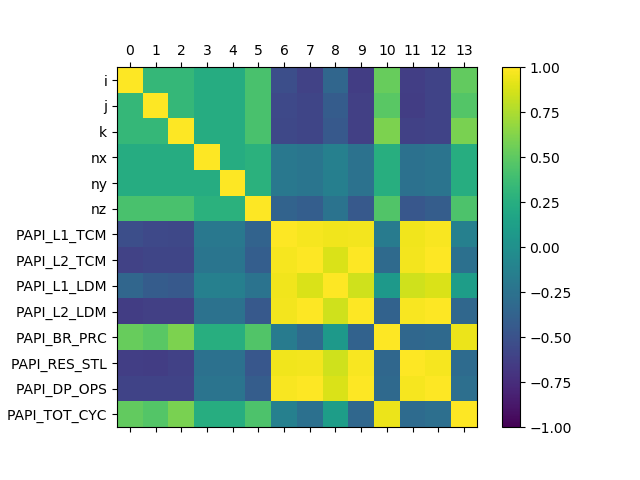 0 1 2 3 4 5 6 7 8 9 10 11 12 13
i
j
k
nx
ny
nz
PAPI_L1_TCM
PAPI_L2_TCM
PAPI_L1_LDM
PAPI_L2_LDM
PAPI_BR_PRC
PAPI_RES_STL
PAPI_DP_OPS
PAPI_TOT_CYC
1.00
0.75
0.50
0.25
0.00
−0.25
−0.50
−0.75
−1.00